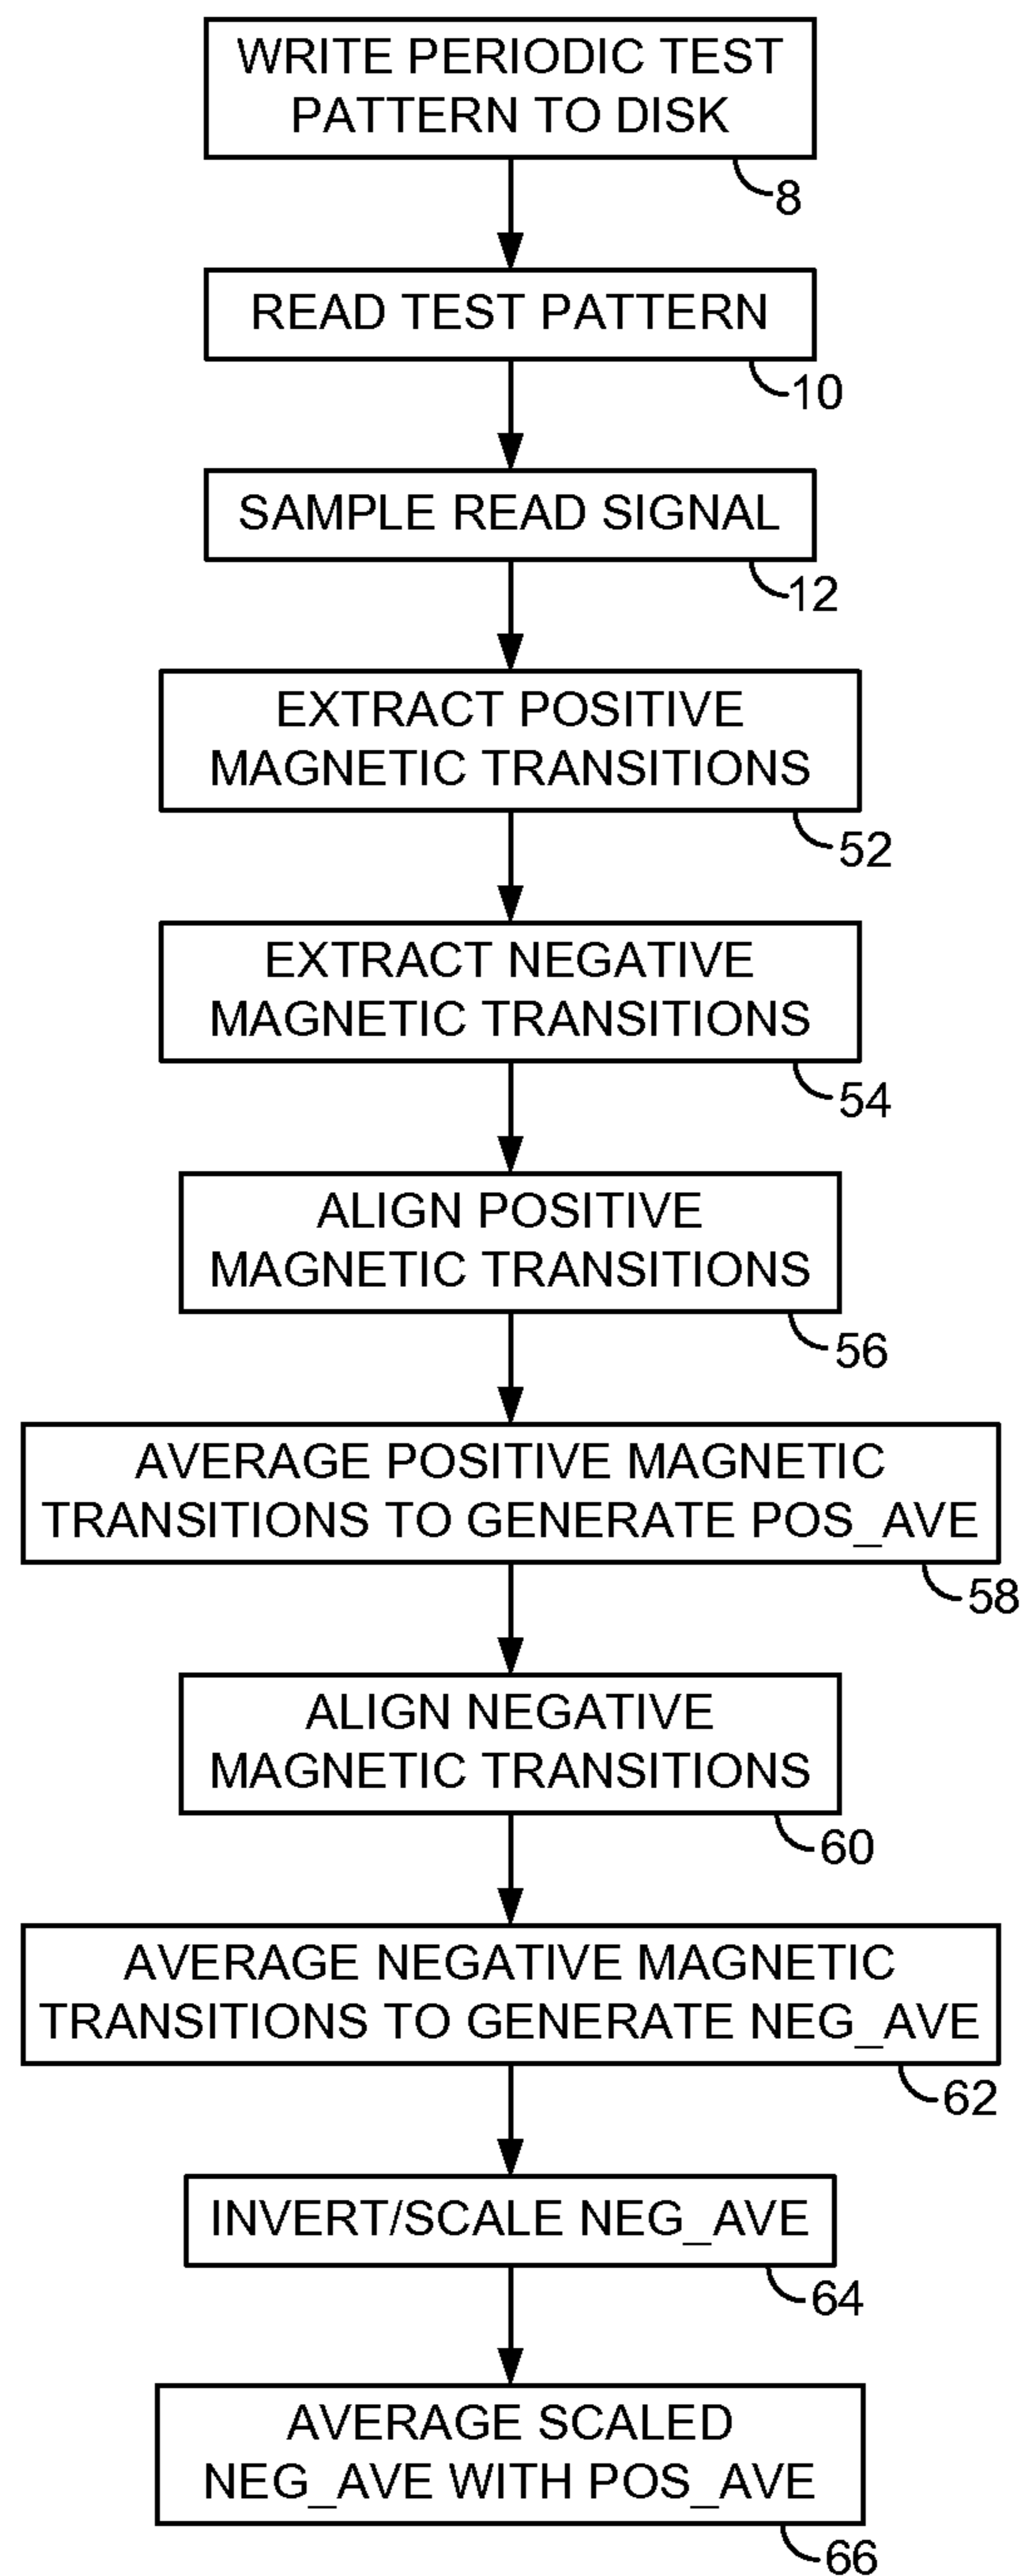 WRITE PERIODIC TEST
PATTERN TO DISK
8
READ TEST PATTERN
10
SAMPLE READ SIGNAL
12
EXTRACT POSITIVE
MAGNETIC TRANSITIONS
52
EXTRACT NEGATIVE
MAGNETIC TRANSITIONS
54
ALIGN POSITIVE
MAGNETIC TRANSITIONS
56
AVERAGE POSITIVE MAGNETIC
TRANSITIONS TO GENERATE POS_AVE
58
ALIGN NEGATIVE
MAGNETIC TRANSITIONS
60
AVERAGE NEGATIVE MAGNETIC
TRANSITIONS TO GENERATE NEG_AVE
62
INVERT/SCALE NEG_AVE
64
AVERAGE SCALED
NEG_AVE WITH POS_AVE
66